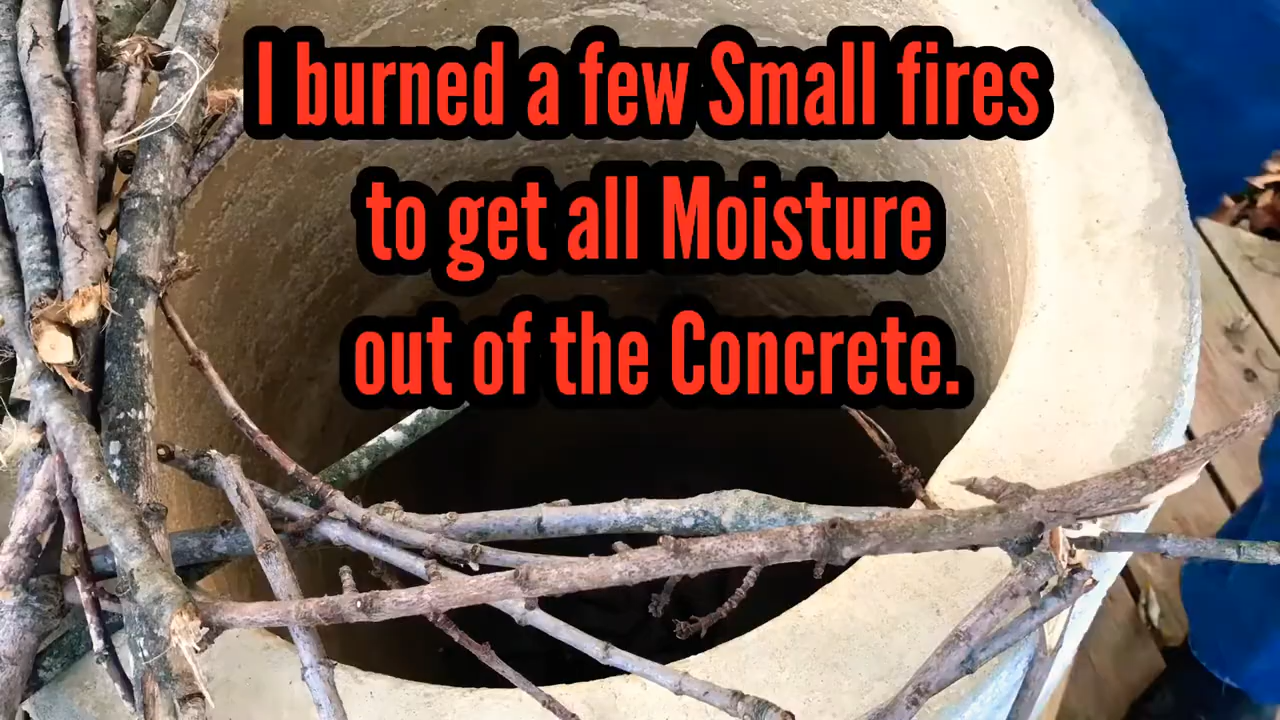 I burned a few Small fires
to get all Moisture
out of the Concrete.